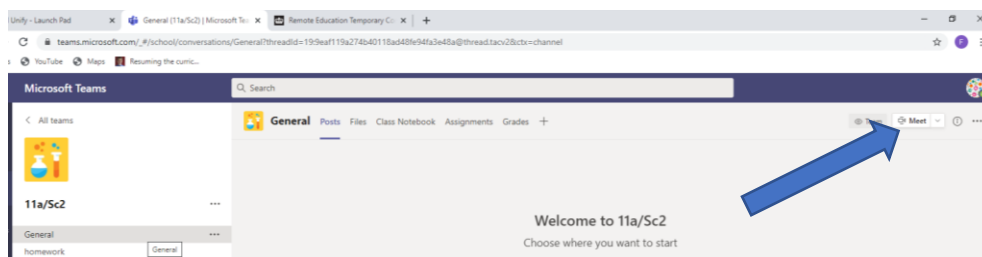 Unify - Launch Pad
General (11a/Sc2) | Microsoft Te
Remote Education Temporary Co
teams.microsoft.com/_#/school/conversations/General?threadId=19:9eaf119a274b40118ad48fe94fa3e48a@thread.tacv2&ctx=channel
YouTube Maps Resuming the curric...
Microsoft Teams
Search
All teams
General Posts Files Class Notebook Assignments Grades +
Meet
11a/Sc2
General
homework
General
Welcome to 11a/Sc2
Choose where you want to start